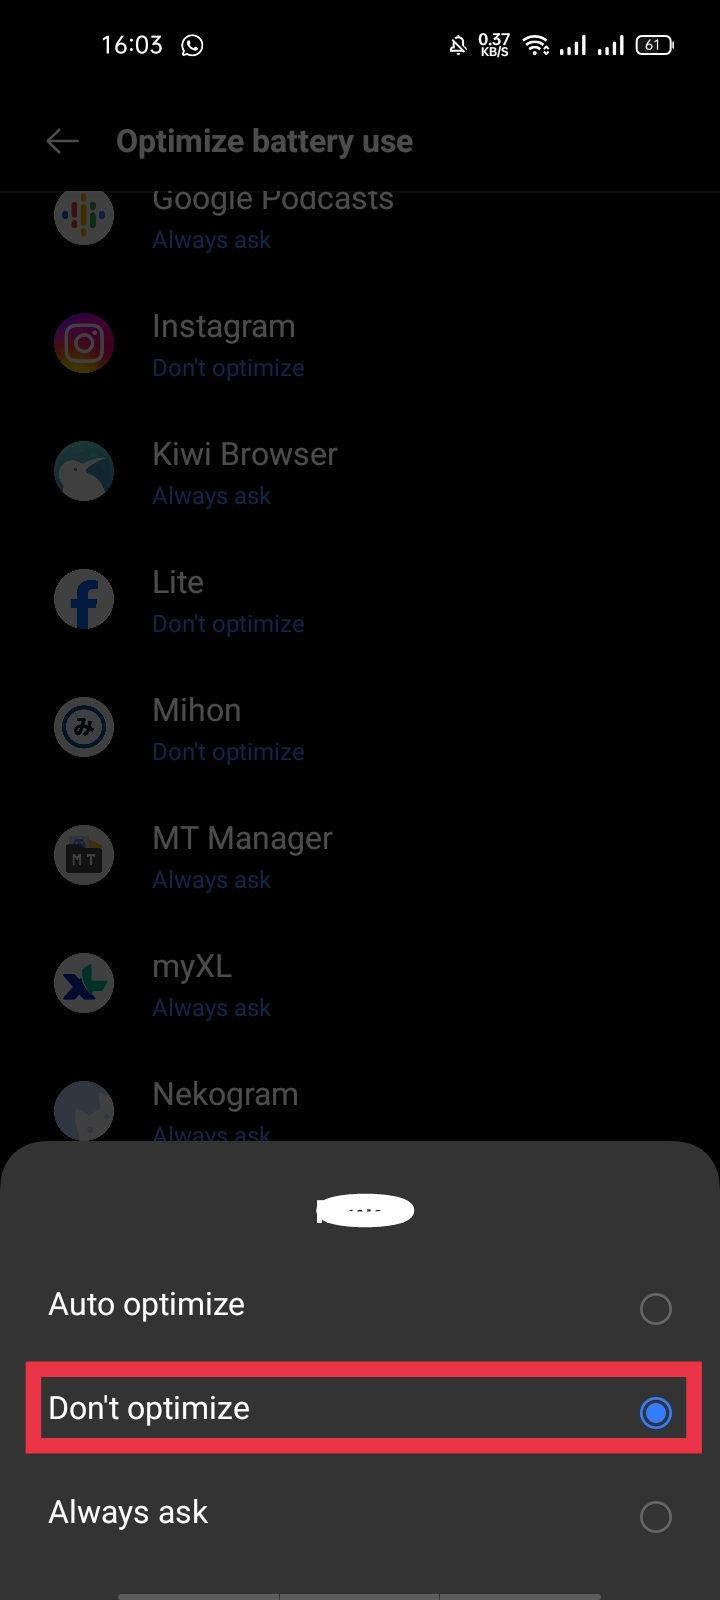 16:03
0.37
KB/S
61
Optimize battery use
Google Podcasts
Always ask
Instagram
Don't optimize
Kiwi Browser
Always ask
Lite
Don't optimize
Mihon
み
Don't optimize
MT Manager
M T
Always ask
myXL
XL
Always ask
Nekogram
Always ask
Auto optimize
Don't optimize
Always ask